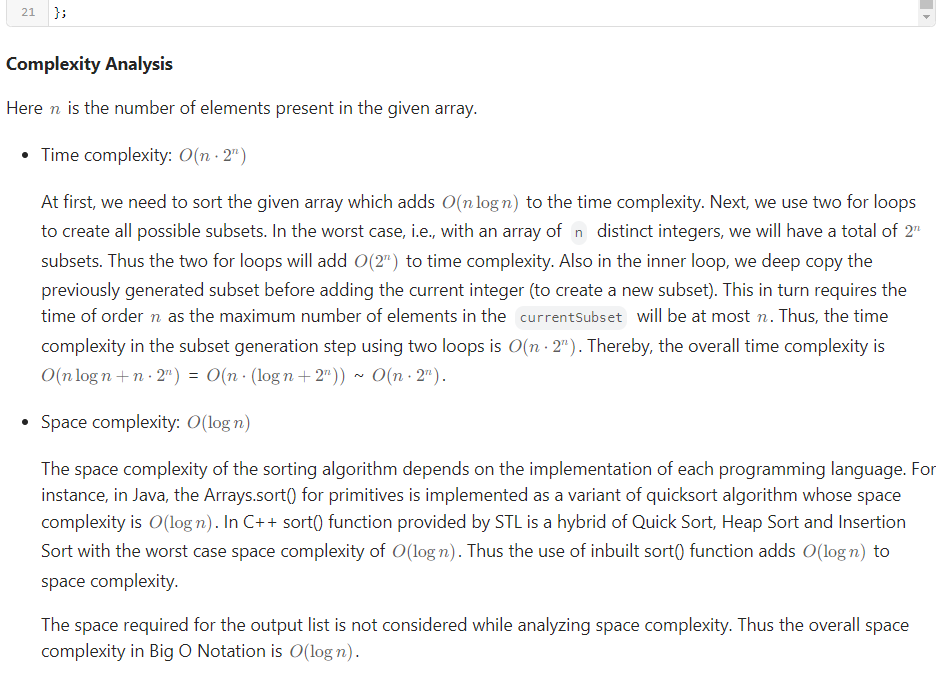 21 };
Complexity Analysis
Here n is the number of elements present in the given array.
• Time complexity: O(n · 2ⁿ)
At first, we need to sort the given array which adds O(n log n) to the time complexity. Next, we use two for loops
to create all possible subsets. In the worst case, i.e., with an array of n distinct integers, we will have a total of 2ⁿ
subsets. Thus the two for loops will add O(2ⁿ) to time complexity. Also in the inner loop, we deep copy the
previously generated subset before adding the current integer (to create a new subset). This in turn requires the
time of order n as the maximum number of elements in the currentSubset will be at most n. Thus, the time
complexity in the subset generation step using two loops is O(n · 2ⁿ). Thereby, the overall time complexity is
O(n log n + n · 2ⁿ) = O(n · (log n + 2ⁿ)) ~ O(n · 2ⁿ).
• Space complexity: O(log n)
The space complexity of the sorting algorithm depends on the implementation of each programming language. For
instance, in Java, the Arrays.sort() for primitives is implemented as a variant of quicksort algorithm whose space
complexity is O(log n). In C++ sort() function provided by STL is a hybrid of Quick Sort, Heap Sort and Insertion
Sort with the worst case space complexity of O(log n). Thus the use of inbuilt sort() function adds O(log n) to
space complexity.
The space required for the output list is not considered while analyzing space complexity. Thus the overall space
complexity in Big O Notation is O(log n).